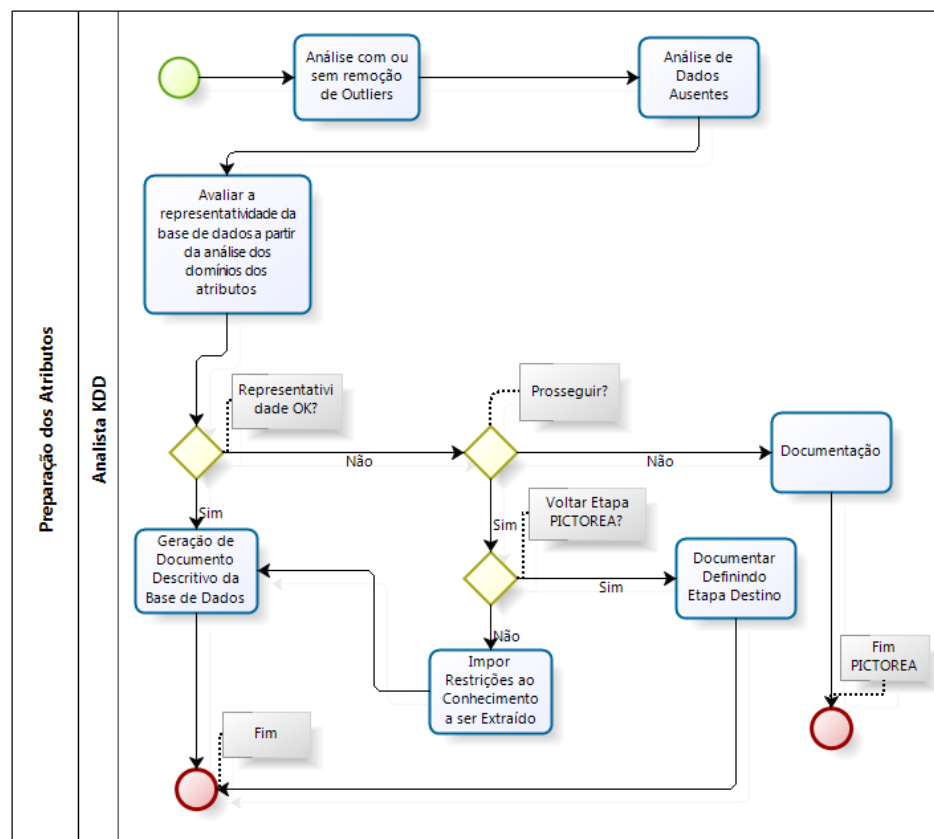 Preparação dos Atributos
Analista KDD
Análise com ou
sem remoção
de Outliers
Análise de
Dados
Ausentes
Avaliar a
representatividade da
base de dados a partir
da análise dos
domínios dos
atributos
Representativi
dade OK?
Prosseguir?
Documentação
Não
Não
Sim
Voltar Etapa
PICTOREA?
Sim
Geração de
Documento
Descritivo da
Base de Dados
Documentar
Definindo
Etapa Destino
Sim
Não
Impor
Restrições ao
Conhecimento
a ser Extraído
Fim
PICTOREA
Fim